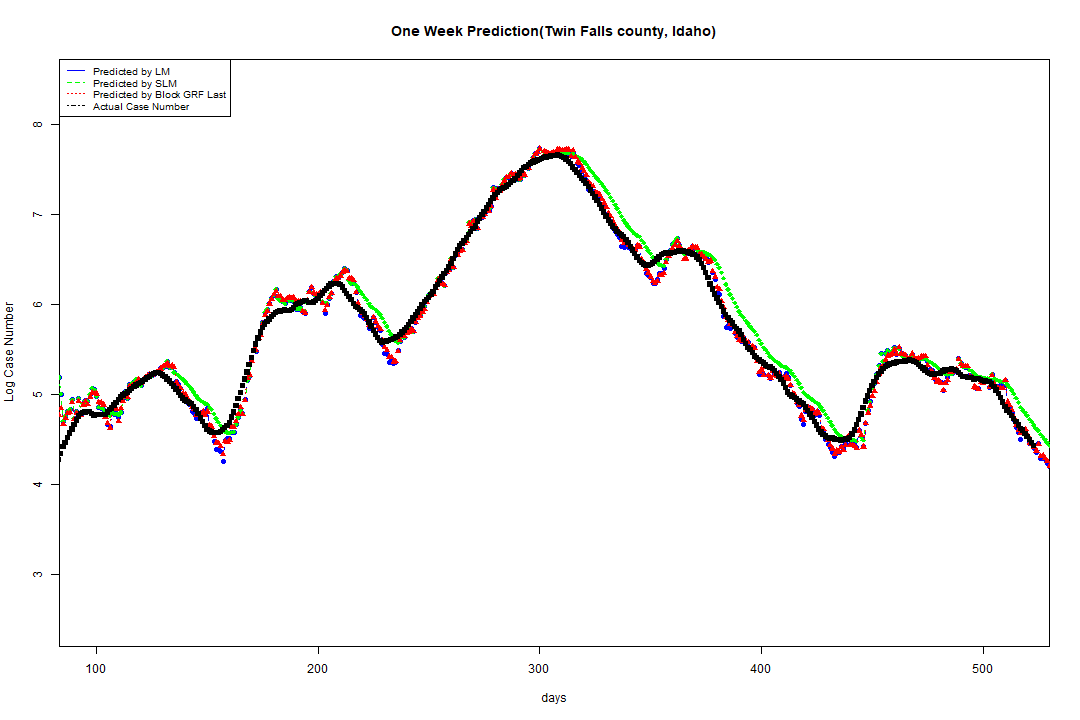 One Week Prediction(Twin Falls county, Idaho)
Predicted by LM
Predicted by SLM
Predicted by Block GRF Last
Actual Case Number
8
7
6
5
4
3
Log Case Number
100 200 300 400 500
days